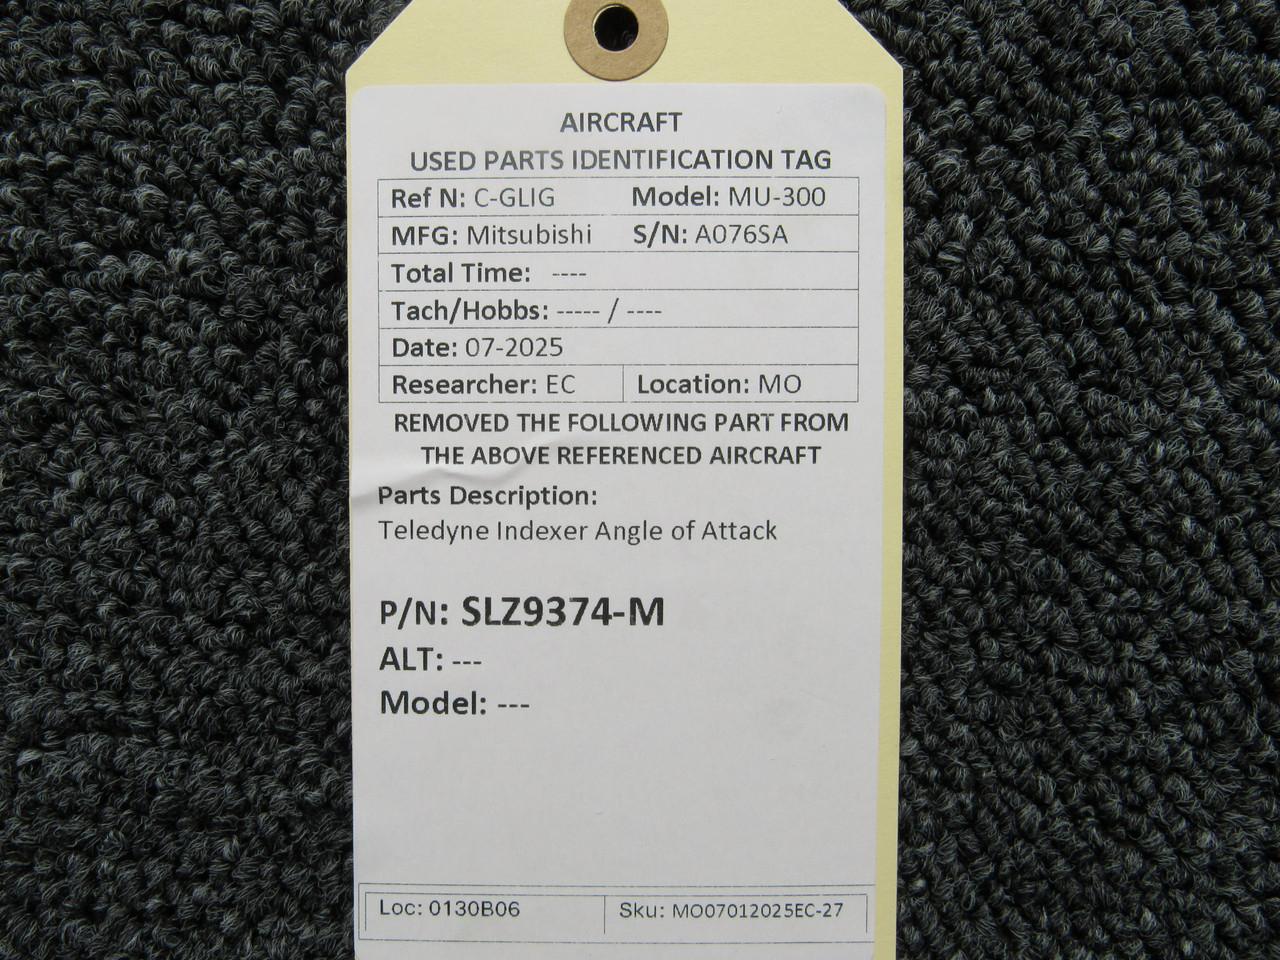 AIRCRAFT
USED PARTS IDENTIFICATION TAG
Ref N: C-GLIG Model: MU-300
MFG: Mitsubishi S/N: A076SA
Total Time: ----
Tach/Hobbs: ----- / ----
Date: 07-2025
Researcher: EC Location: MO
REMOVED THE FOLLOWING PART FROM
THE ABOVE REFERENCED AIRCRAFT
Parts Description:
Teledyne Indexer Angle of Attack
P/N: SLZ9374-M
ALT: ---
Model: ---
Loc: 0130B06 Sku: MO07012025EC-27